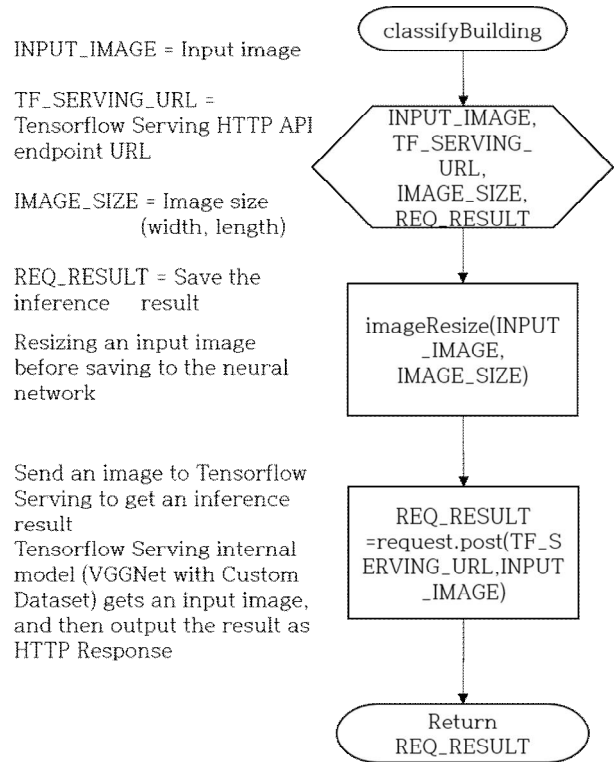 classifyBuilding
INPUT_IMAGE = Input image
TF_SERVING_URL =
Tensorflow Serving HTTP API
endpoint URL
IMAGE_SIZE = Image size
(width, length)
REQ_RESULT = Save the
inference result
INPUT_IMAGE,
TF_SERVING_
URL,
IMAGE_SIZE,
REQ_RESULT
Resizing an input image
before saving to the neural
network
imageResize(INPUT
_IMAGE,
IMAGE_SIZE)
Send an image to Tensorflow
Serving to get an inference
result
Tensorflow Serving internal
model (VGGNet with Custom
Dataset) gets an input image,
and then output the result as
HTTP Response
REQ_RESULT
=request.post(TF_S
ERVING_URL,INPUT
_IMAGE)
Return
REQ_RESULT